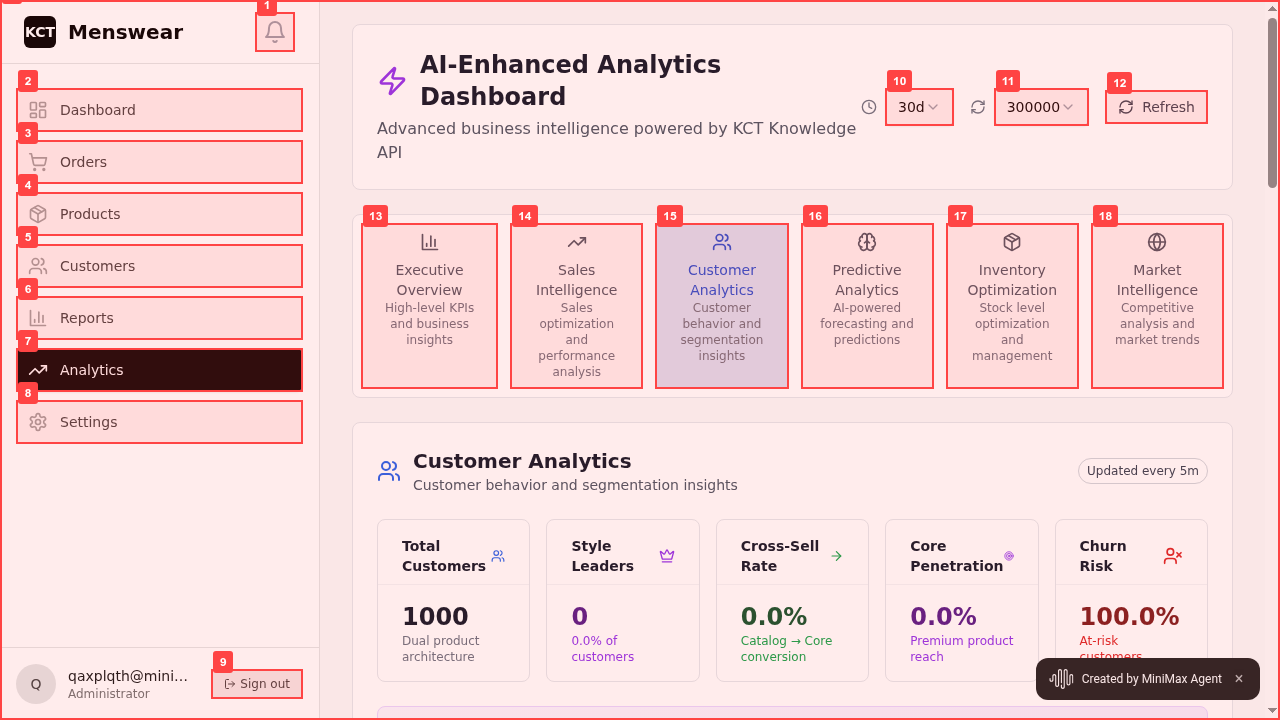 KCT Menswear
1
2
Dashboard
3
Orders
4
Products
5
Customers
6
Reports
7
Analytics
8
Settings
9
Q
qaxplqth@mini...
Administrator
Sign out
AI-Enhanced Analytics
Dashboard
Advanced business intelligence powered by KCT Knowledge
API
10
30d
11
300000
12
Refresh
13
Executive
Overview
High-level KPIs
and business
insights
14
Sales
Intelligence
Sales
optimization
and
performance
analysis
15
Customer
Analytics
Customer
behavior and
segmentation
insights
16
Predictive
Analytics
AI-powered
forecasting and
predictions
17
Inventory
Optimization
Stock level
optimization
and
management
18
Market
Intelligence
Competitive
analysis and
market trends
Customer Analytics
Customer behavior and segmentation insights
Updated every 5m
Total
Customers
1000
Dual product
architecture
Style
Leaders
0
0.0% of
customers
Cross-Sell
Rate
0.0%
Catalog → Core
conversion
Core
Penetration
0.0%
Premium product
reach
Churn
Risk
100.0%
At-risk
customers
Created by MiniMax Agent ×